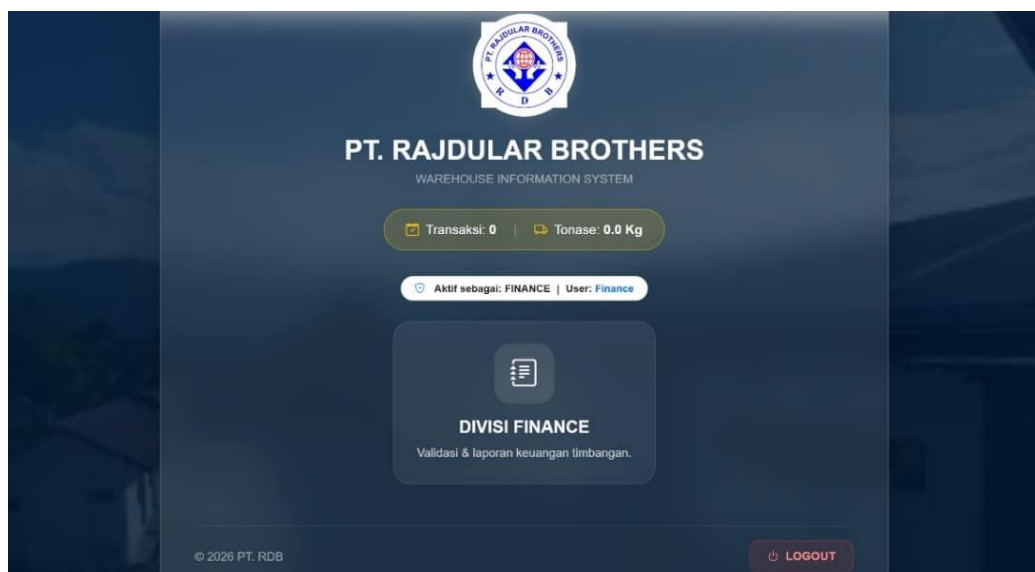 PT. RAJDULAR BROTHERS
R D B
PT. RAJDULAR BROTHERS
WAREHOUSE INFORMATION SYSTEM
Transaksi: 0 | Tonase: 0.0 Kg
Aktif sebagai: FINANCE | User: Finance
DIVISI FINANCE
Validasi & laporan keuangan timbangan.
© 2026 PT. RDB
LOGOUT